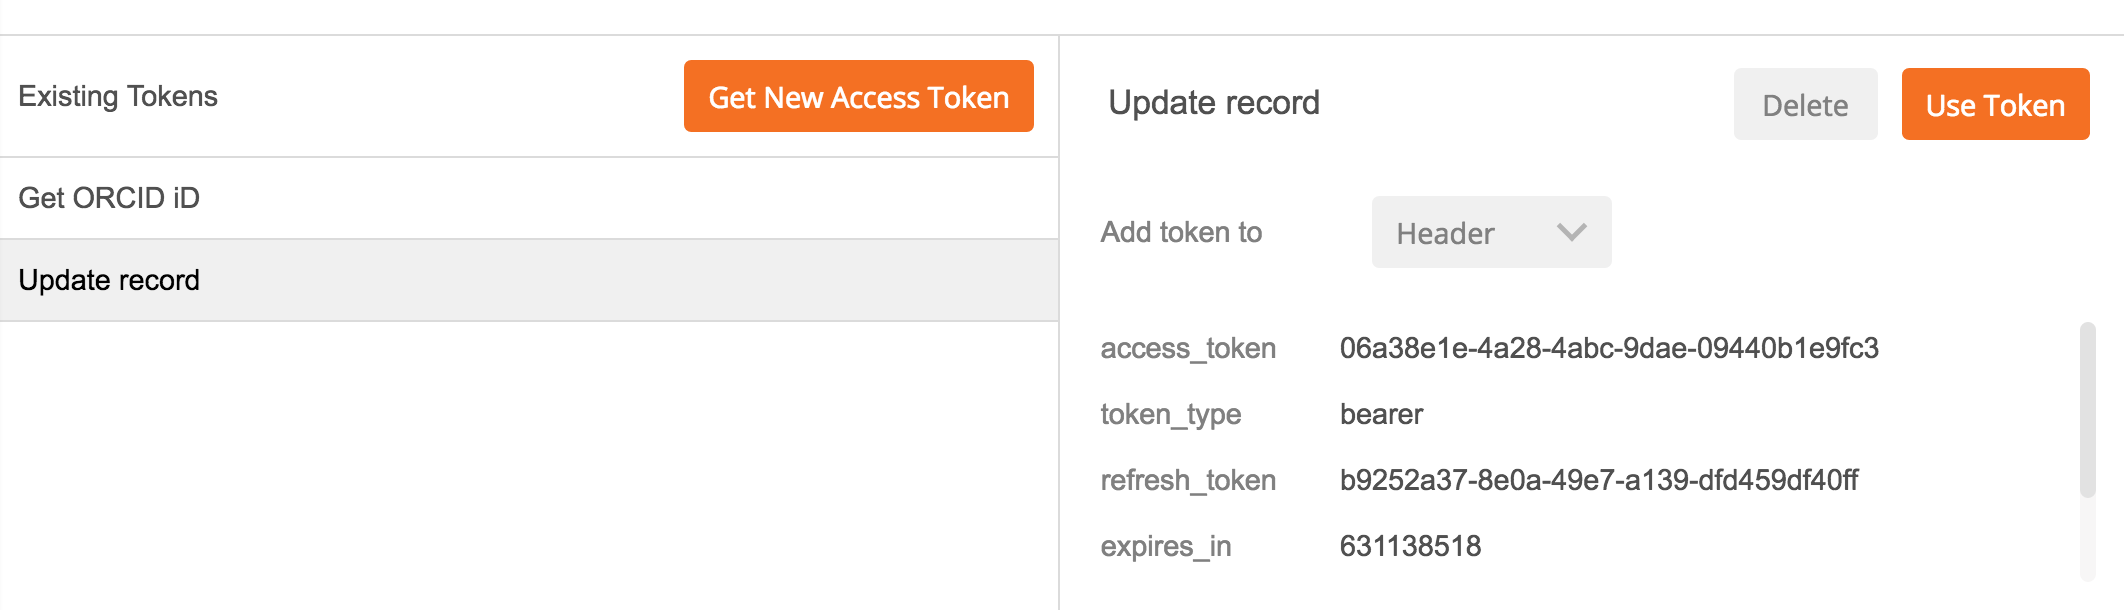 Existing Tokens
Get New Access Token
Get ORCID iD
Update record
Update record
Delete
Use Token
Add token to
Header
access_token 06a38e1e-4a28-4abc-9dae-09440b1e9fc3
token_type bearer
refresh_token b9252a37-8e0a-49e7-a139-dfd459df40ff
expires_in 631138518